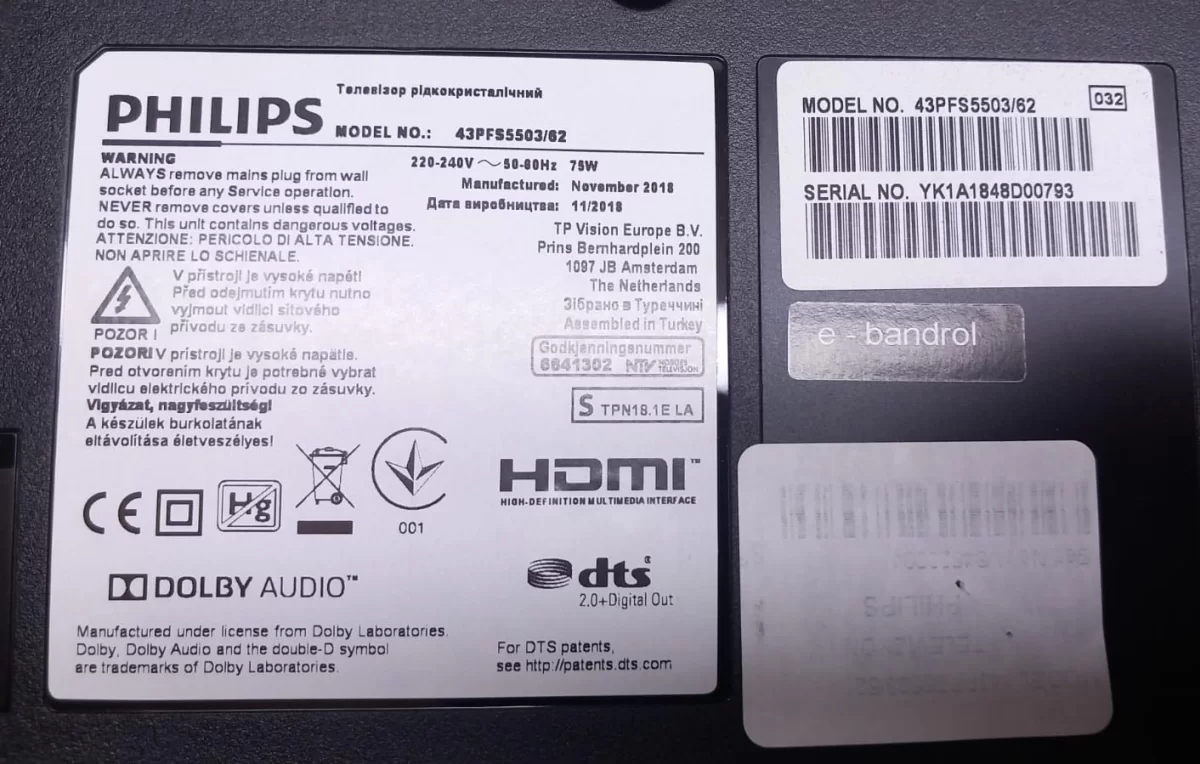 Телевізор рідкокристалічний
PHILIPS MODEL NO.: 43PFS5503/62
220-240V ~ 50-60Hz 75W
Manufactured: November 2018
Дата виробництва: 11/2018
WARNING
ALWAYS remove mains plug from wall
socket before any Service operation.
NEVER remove covers unless qualified to
do so. This unit contains dangerous voltages.
ATTENZIONE: PERICOLO DI ALTA TENSIONE.
NON APRIRE LO SCHIENALE.
V přístroji je vysoké napětí
Před odejmutím krytu nutno
vyjmout vidlici síťového
přívodu ze zásuvky.
POZOR !
POZOR! V prístroji je vysoké napätie.
Pred otvorením krytu je potrebné vybrat
vidlicu elektrického prívodu zo zásuvky.
Vigyázat, nagyfeszültség!
A készülek burkolatának
eltávolítása életveszélyes!
TP Vision Europe B.V.
Prins Bernhardplein 200
1097 JB Amsterdam
The Netherlands
Зібрано в Туреччині
Assembled in Turkey
Godkjenningsnummer
6641302 NTV NORGES TELEVISION
S TPN18.1E LA
CE
Hg
001
HDMI™
HIGH-DEFINITION MULTIMEDIA INTERFACE
DOLBY AUDIO™
dts®
2.0+Digital Out
Manufactured under license from Dolby Laboratories.
Dolby, Dolby Audio and the double-D symbol
are trademarks of Dolby Laboratories.
For DTS patents,
see http://patents.dts.com
MODEL NO. 43PFS5503/62
032
SERIAL NO. YK1A1848D00793
e - bandrol